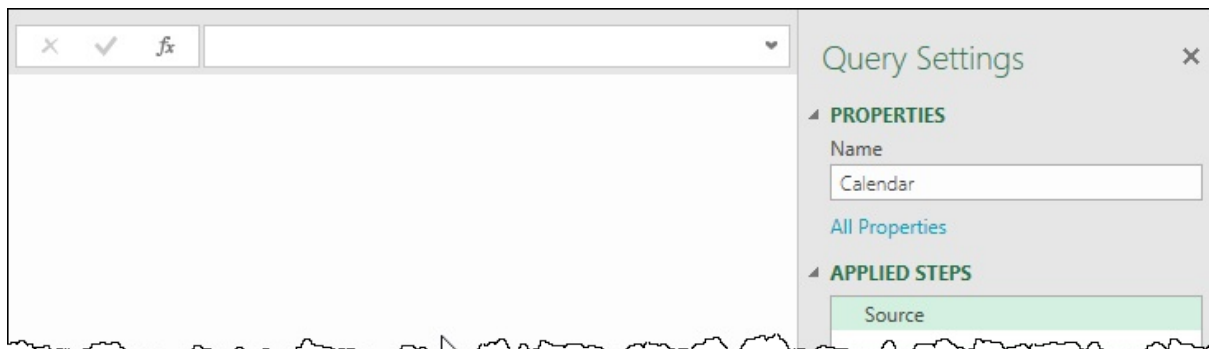 fx
Query Settings
PROPERTIES
Name
Calendar
All Properties
APPLIED STEPS
Source